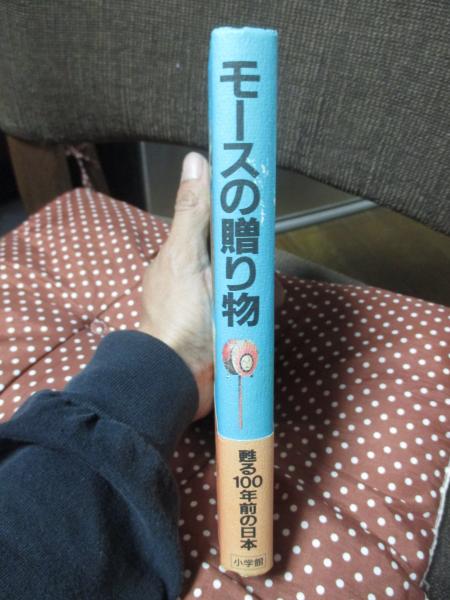 モースの贈り物
甦る100年前の日本
小学館